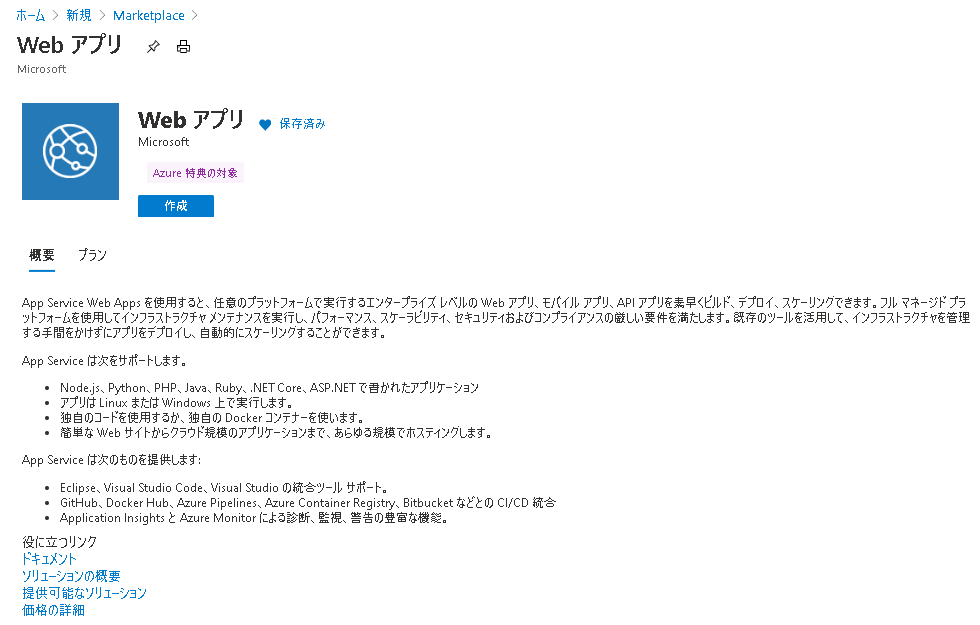 ホーム > 新規 > Marketplace >
Web アプリ
Microsoft
Web アプリ 保存済み
Microsoft
Azure 特典の対象
作成
概要 プラン
App Service Web Apps を使用すると、任意のプラットフォームで実行するエンタープライズ レベルの Web アプリ、モバイル アプリ、API アプリを素早くビルド、デプロイ、スケーリングできます。フル マネージド プラ
ットフォームを使用してインフラストラクチャ メンテナンスを実行し、パフォーマンス、スケーラビリティ、セキュリティおよびコンプライアンスの厳しい要件を満たします。既存のツールを活用して、インフラストラクチャを管理
する手間をかけずにアプリをデプロイし、自動的にスケーリングすることができます。
App Service は次をサポートします。
• Node.js、Python、PHP、Java、Ruby、.NET Core、ASP.NET で書かれたアプリケーション
• アプリは Linux または Windows 上で実行します。
• 独自のコードを使用するか、独自の Docker コンテナーを使います。
• 簡単な Web サイトからクラウド規模のアプリケーションまで、あらゆる規模でホスティングします。
App Service は次のものを提供します:
• Eclipse、Visual Studio Code、Visual Studio の統合ツール サポート。
• GitHub、Docker Hub、Azure Pipelines、Azure Container Registry、Bitbucket などとの CI/CD 統合
• Application Insights と Azure Monitor による診断、監視、警告の豊富な機能。
役に立つリンク
ドキュメント
ソリューションの概要
提供可能なソリューション
価格の詳細